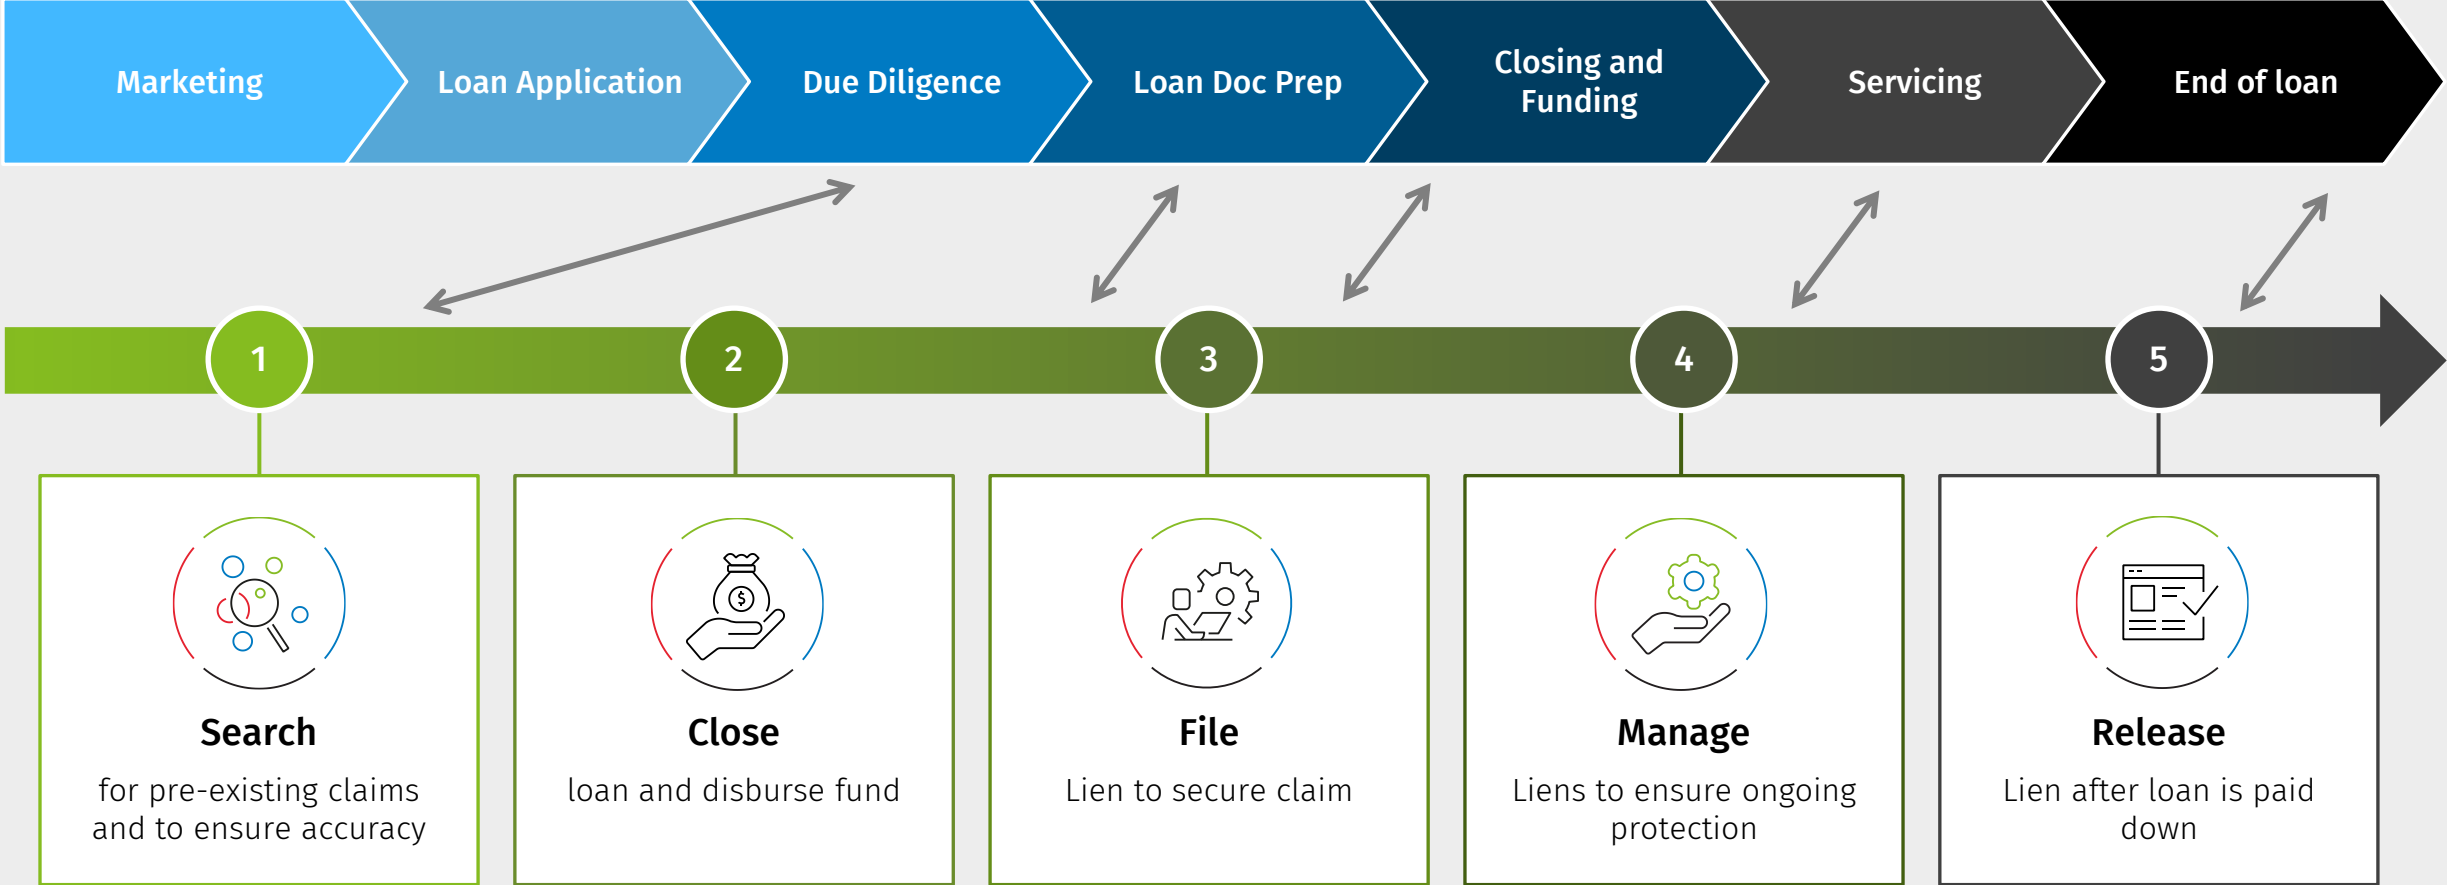 Marketing
Loan Application
Due Diligence
Loan Doc Prep
Closing and
Funding
Servicing
End of loan
1
2
3
4
5
Search
for pre-existing claims
and to ensure accuracy
Close
loan and disburse fund
$
File
Lien to secure claim
Manage
Liens to ensure ongoing
protection
Release
Lien after loan is paid
down